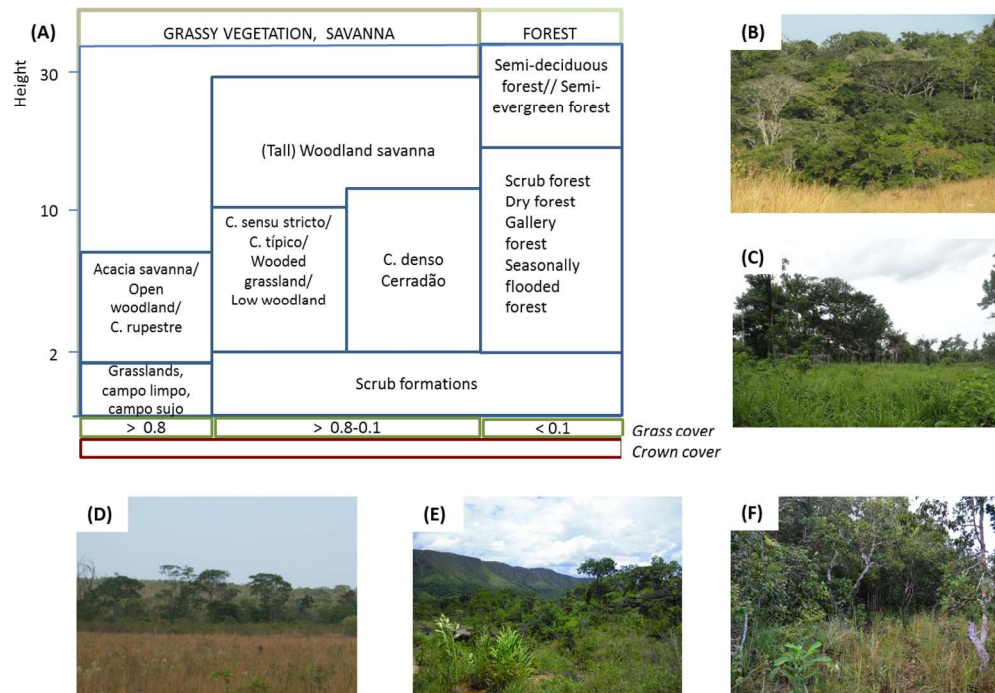 (A)
GRASSY VEGETATION, SAVANNA
FOREST
Height
30
10
2
Semi-deciduous
forest// Semi-
evergreen forest
(Tall) Woodland savanna
Scrub forest
Dry forest
Gallery
forest
Seasonally
flooded
forest
C. sensu stricto/
C. típico/
Wooded
grassland/
Low woodland
C. denso
Cerradão
Acacia savanna/
Open
woodland/
C. rupestre
Grasslands,
campo limpo,
campo sujo
Scrub formations
> 0.8
> 0.8-0.1
< 0.1
Grass cover
Crown cover
(B)
(C)
(D)
(E)
(F)